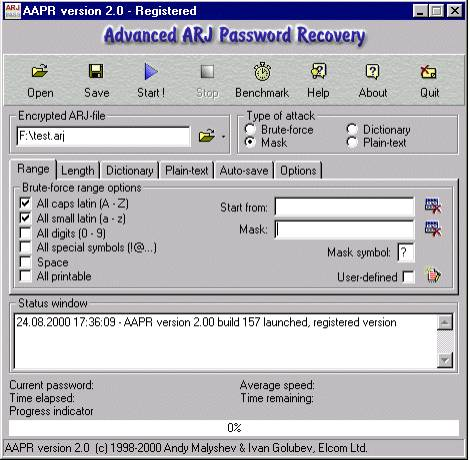 AAPR version 2.0 - Registered
Advanced ARJ Password Recovery
Open Save Start! Stop Benchmark Help About Quit
Encrypted ARJ-file
F:\test.arj
Type of attack
Brute-force Dictionary
Mask Plain-text
Range Length Dictionary Plain-text Auto-save Options
Brute-force range options
All caps latin (A - Z)
All small latin (a - z)
All digits (0 - 9)
All special symbols (!@...)
Space
All printable
Start from:
Mask:
Mask symbol: ?
User-defined
Status window
24.08.2000 17:36:09 - AAPR version 2.00 build 157 launched, registered version
Current password: Average speed:
Time elapsed: Time remaining:
Progress indicator
0%
AAPR version 2.0 (c) 1998-2000 Andy Malyshev & Ivan Golubev, Elcom Ltd.